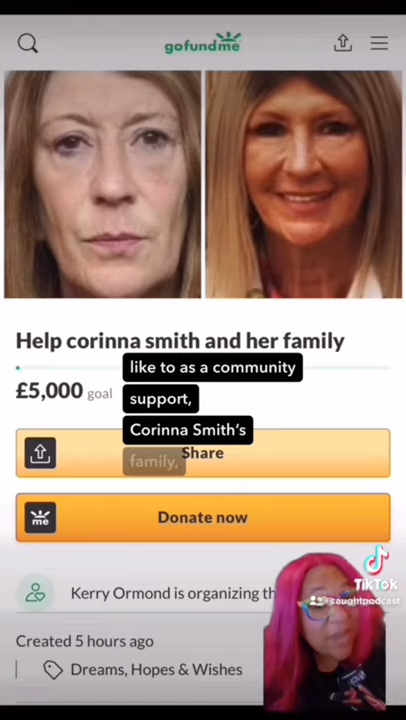 gofundme
Help corinna smith and her family
like to as a community
support,
Corinna Smith's
family,
£5,000 goal
Share
me
Donate now
Kerry Ormond is organizing th
Created 5 hours ago
Dreams, Hopes & Wishes
TikTok
@caughtpodcast